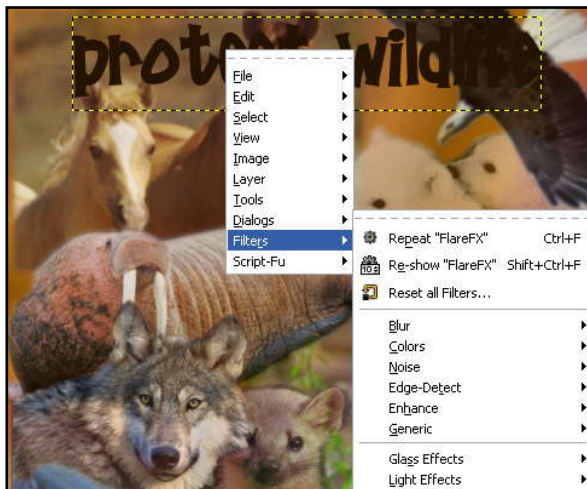 protect wildlife
File
Edit
Select
View
Image
Layer
Tools
Dialogs
Filters
Script-Fu
Repeat "FlareFX" Ctrl+F
Re-show "FlareFX" Shift+Ctrl+F
Reset all Filters...
Blur
Colors
Noise
Edge-Detect
Enhance
Generic
Glass Effects
Light Effects